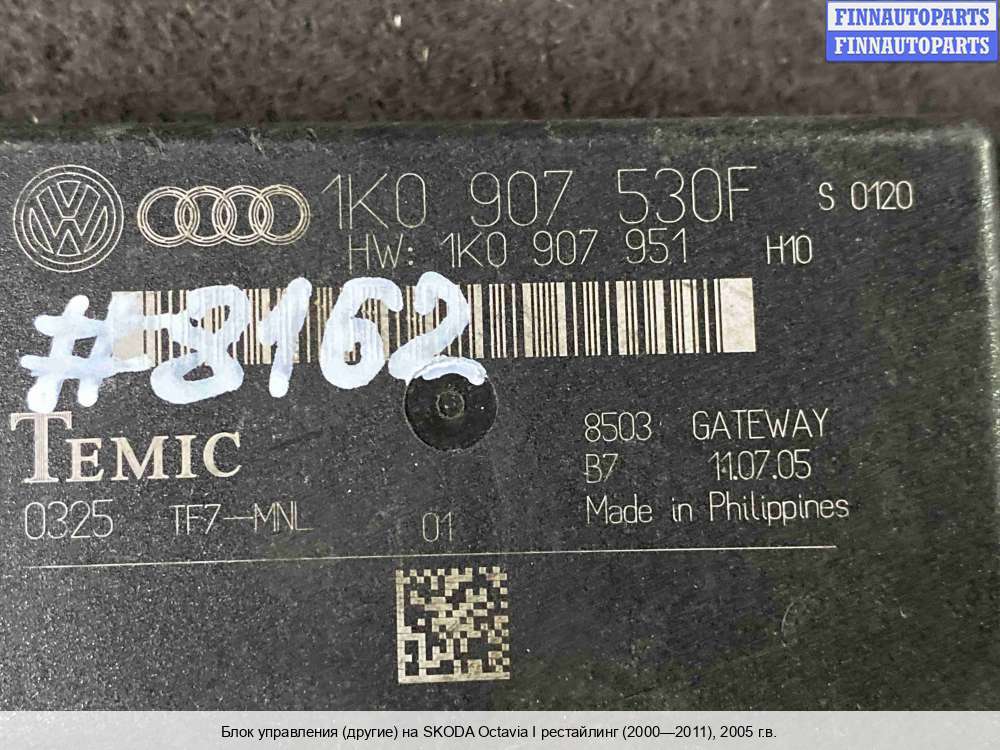 FINNAUTOPARTS
FINNAUTOPARTS
1K0 907 530F S 0120
HW: 1K0 907 951 H10
#8162
TEMIC
8503 GATEWAY
B7 11.07.05
0325 TF7-MNL 01
Made in Philippines
Блок управления (другие) на SKODA Octavia I рестайлинг (2000—2011), 2005 г.в.